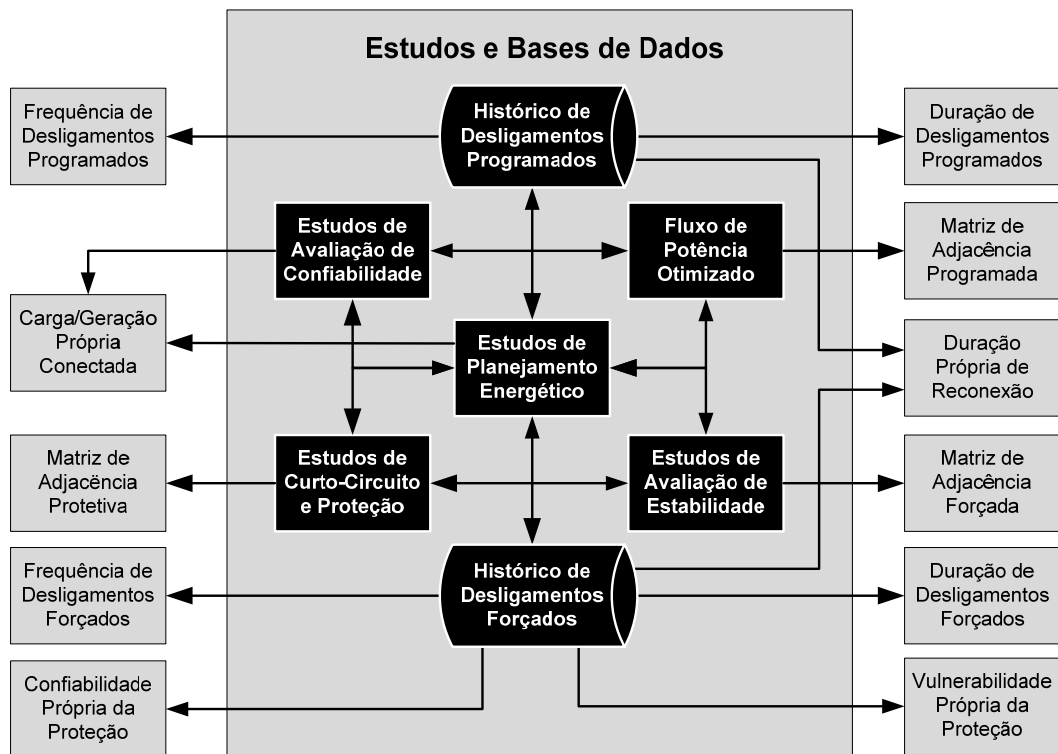 Estudos e Bases de Dados
Frequência de
Desligamentos
Programados
Histórico de
Desligamentos
Programados
Duração de
Desligamentos
Programados
Estudos de
Avaliação de
Confiabilidade
Fluxo de
Potência
Otimizado
Matriz de
Adjacência
Programada
Carga/Geração
Própria
Conectada
Estudos de
Planejamento
Energético
Duração
Própria de
Reconexão
Matriz de
Adjacência
Protetiva
Estudos de
Curto-Circuito
e Proteção
Estudos de
Avaliação de
Estabilidade
Matriz de
Adjacência
Forçada
Frequência de
Desligamentos
Forçados
Histórico de
Desligamentos
Forçados
Duração de
Desligamentos
Forçados
Confiabilidade
Própria da
Proteção
Vulnerabilidade
Própria da
Proteção